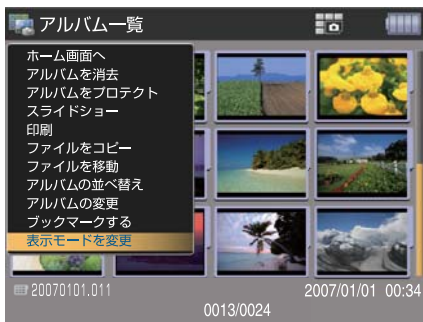 アルバム一覧
ホーム画面へ
アルバムを消去
アルバムをプロテクト
スライドショー
印刷
ファイルをコピー
ファイルを移動
アルバムの並べ替え
アルバムの変更
ブックマークする
表示モードを変更
20070101.011
2007/01/01 00:34
0013/0024